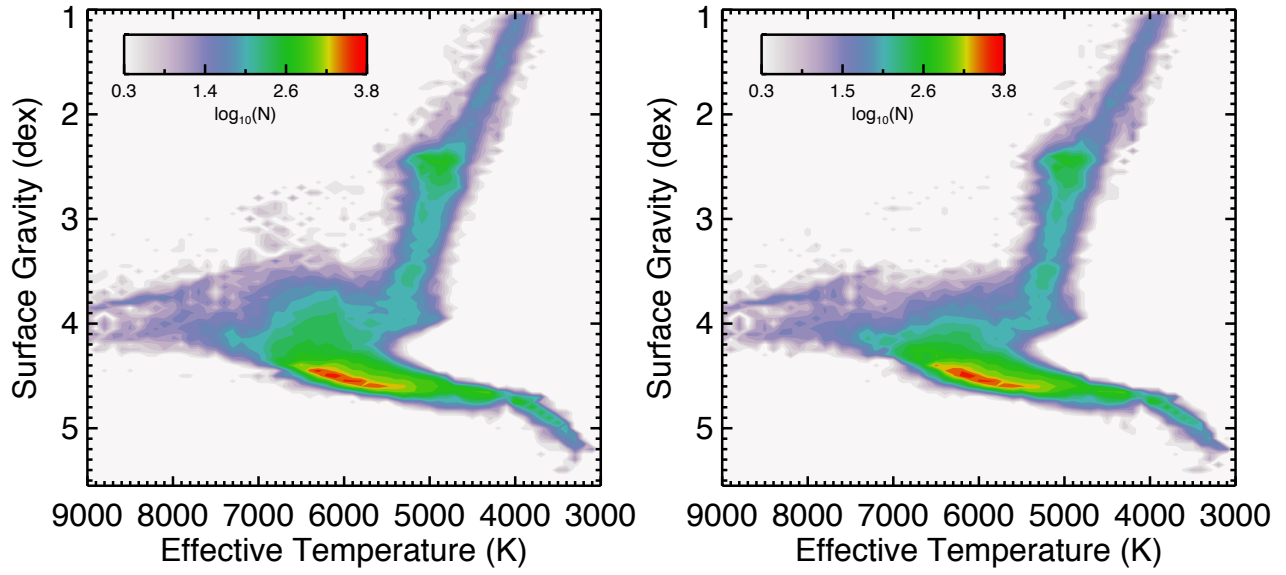 1
2
3
4
5
Surface Gravity (dex)
0.3 1.4 2.6 3.8
log₁₀(N)
9000 8000 7000 6000 5000 4000 3000
Effective Temperature (K)
1
2
3
4
5
Surface Gravity (dex)
0.3 1.5 2.6 3.8
log₁₀(N)
9000 8000 7000 6000 5000 4000 3000
Effective Temperature (K)